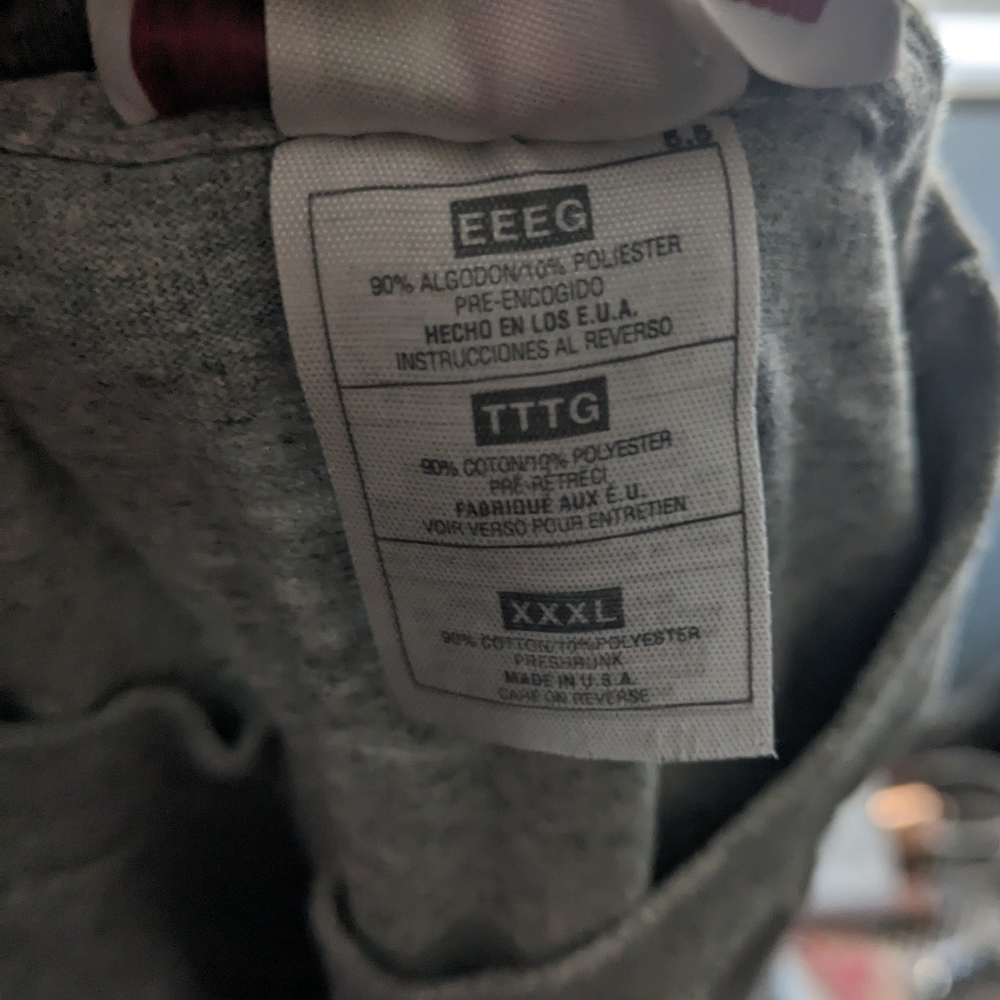 5.5
EEEG
90% ALGODON/10% POLIESTER
PRE-ENCOGIDO
HECHO EN LOS E.U.A.
INSTRUCCIONES AL REVERSO
TTTG
90% COTON/10% POLYESTER
PRÉ-RETRÉCI
FABRIQUÉ AUX É.U.
VOIR VERSO POUR ENTRETIEN
XXXL
90% COTTON/10% POLYESTER
PRESHRUNK
MADE IN U.S.A.
CARE ON REVERSE